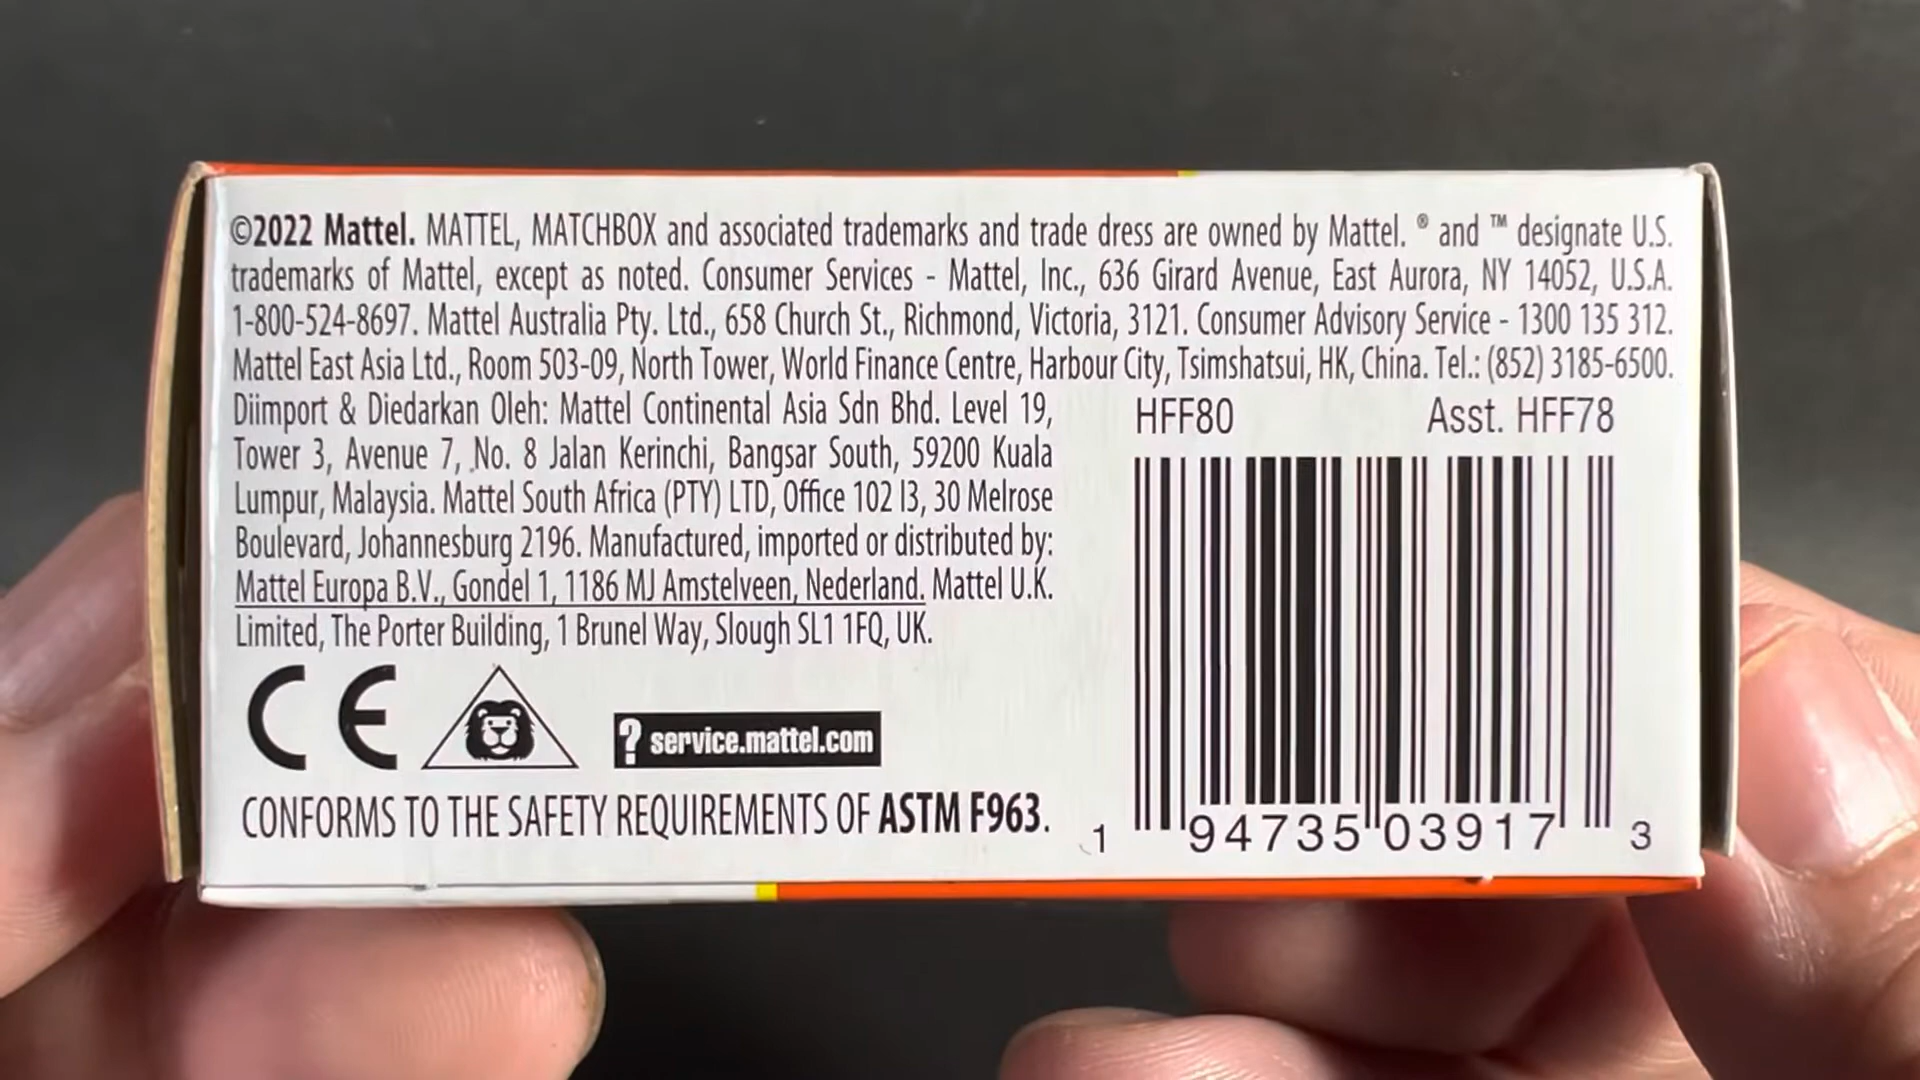 ©2022 Mattel. MATTEL, MATCHBOX and associated trademarks and trade dress are owned by Mattel. ® and ™ designate U.S.
trademarks of Mattel, except as noted. Consumer Services - Mattel, Inc., 636 Girard Avenue, East Aurora, NY 14052, U.S.A.
1-800-524-8697. Mattel Australia Pty. Ltd., 658 Church St., Richmond, Victoria, 3121. Consumer Advisory Service - 1300 135 312.
Mattel East Asia Ltd., Room 503-09, North Tower, World Finance Centre, Harbour City, Tsimshatsui, HK, China. Tel.: (852) 3185-6500.
Diimport & Diedarkan Oleh: Mattel Continental Asia Sdn Bhd. Level 19,
Tower 3, Avenue 7, No. 8 Jalan Kerinchi, Bangsar South, 59200 Kuala
Lumpur, Malaysia. Mattel South Africa (PTY) LTD, Office 102 I3, 30 Melrose
Boulevard, Johannesburg 2196. Manufactured, imported or distributed by:
Mattel Europa B.V., Gondel 1, 1186 MJ Amstelveen, Nederland. Mattel U.K.
Limited, The Porter Building, 1 Brunel Way, Slough SL1 1FQ, UK.
CE
? service.mattel.com
CONFORMS TO THE SAFETY REQUIREMENTS OF ASTM F963.
HFF80 Asst. HFF78
1 94735 03917 3